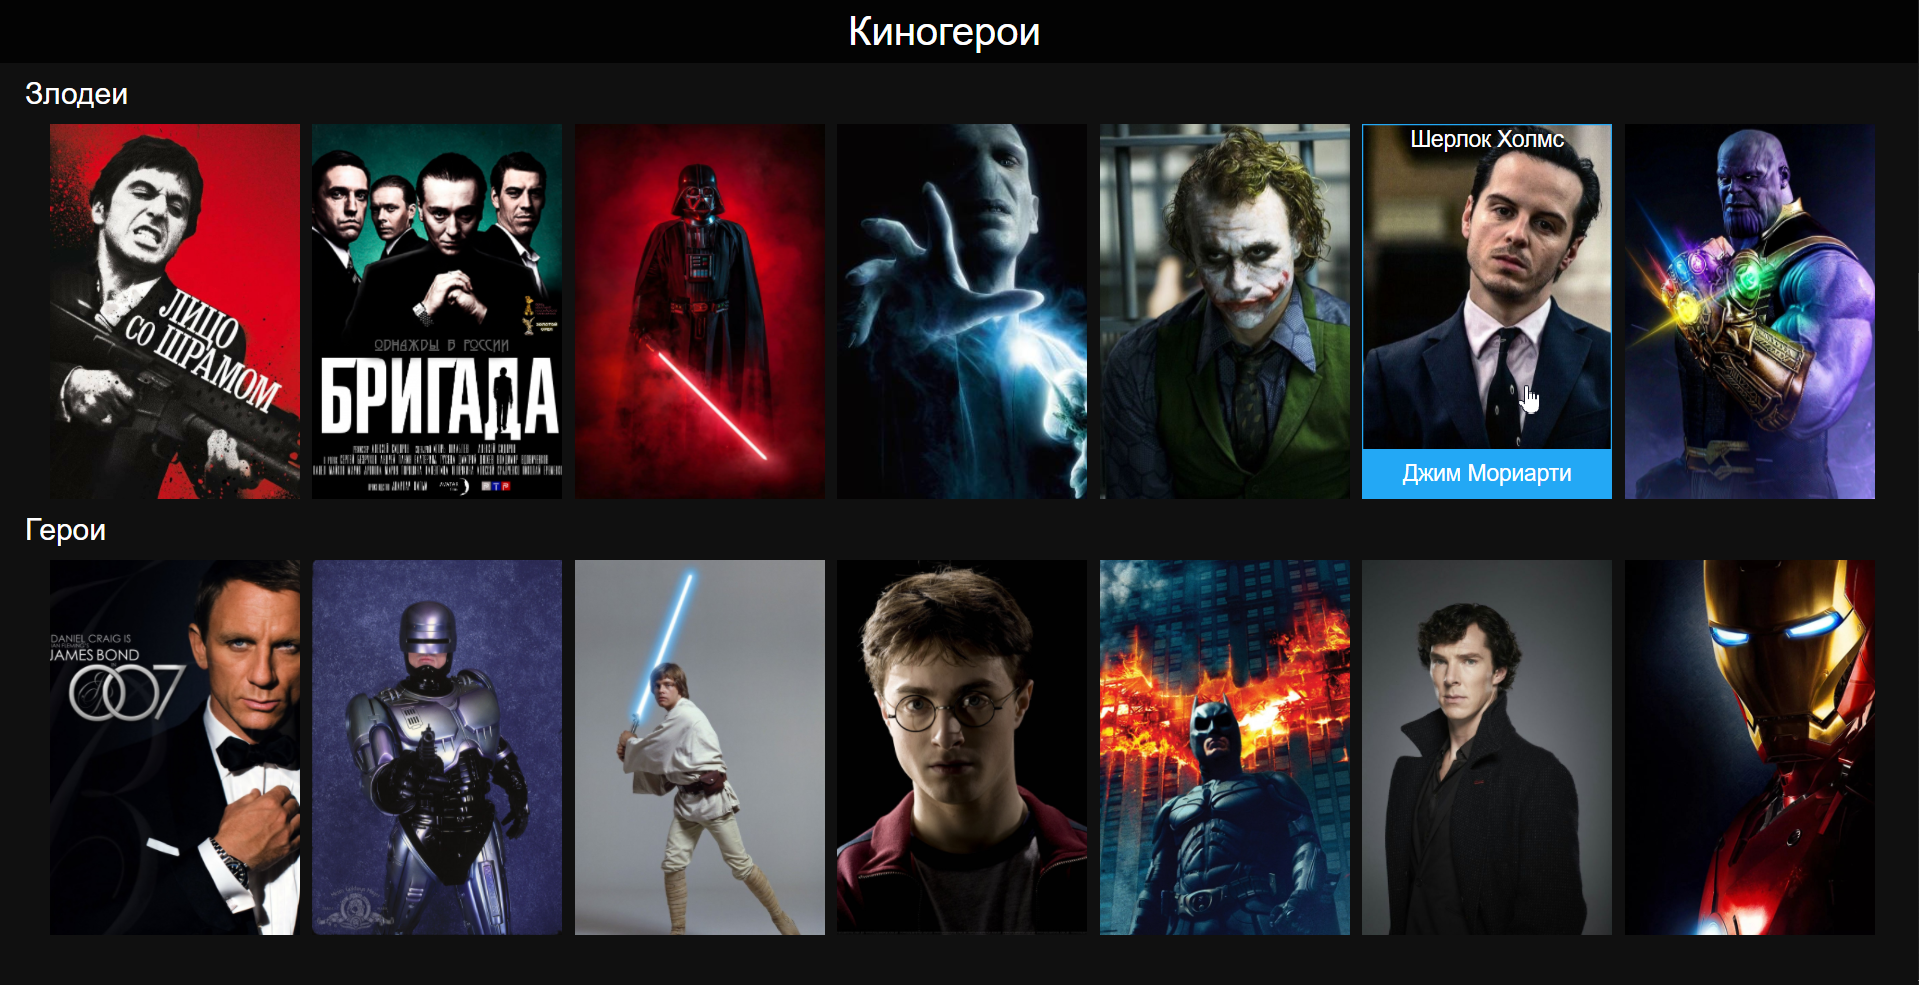 Киногерои
Злодеи
ЛИЦО
СО ШРАМОМ
ОДНАЖДЫ В РОССИИ
БРИГАДА
Шерлок Холмс
Джим Мориарти
Герои
DANIEL CRAIG IS
JAMES BOND
007